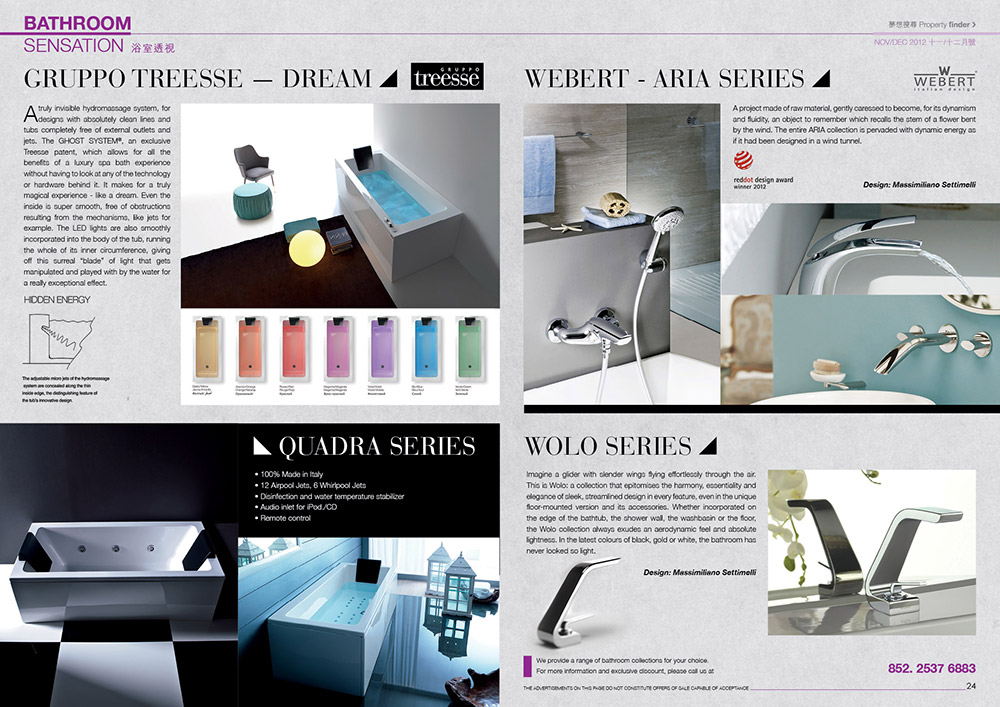 BATHROOM
SENSATION 浴室透視
夢想搜尋 Property finder
NOV/DEC 2012 十一/十二月號
GRUPPO TREESSE — DREAM
GRUPPO
treesse
A truly invisible hydromassage system, for
designs with absolutely clean lines and
tubs completely free of external outlets and
jets. The GHOST SYSTEM®, an exclusive
Treesse patent, which allows for all the
benefits of a luxury spa bath experience
without having to look at any of the technology
or hardware behind it. It makes for a truly
magical experience - like a dream. Even the
inside is super smooth, free of obstructions
resulting from the mechanisms, like jets for
example. The LED lights are also smoothly
incorporated into the body of the tub, running
the whole of its inner circumference, giving
off this surreal "blade" of light that gets
manipulated and played with by the water for
a really exceptional effect.
HIDDEN ENERGY
The adjustable micro jets of the hydromassage
system are concealed along the thin
inside edge, the distinguishing feature of
the tub's innovative design.
WEBERT - ARIA SERIES
W
WEBERT
italian design
A project made of raw material, gently caressed to become, for its dynamism
and fluidity, an object to remember which recalls the stem of a flower bent
by the wind. The entire ARIA collection is pervaded with dynamic energy as
if it had been designed in a wind tunnel.
reddot design award
winner 2012
Design: Massimiliano Settimelli
QUADRA SERIES
• 100% Made in Italy
• 12 Airpool Jets, 6 Whirlpool Jets
• Disinfection and water temperature stabilizer
• Audio inlet for iPod./CD
• Remote control
WOLO SERIES
Imagine a glider with slender wings flying effortlessly through the air.
This is Wolo: a collection that epitomises the harmony, essentiality and
elegance of sleek, streamlined design in every feature, even in the unique
floor-mounted version and its accessories. Whether incorporated on
the edge of the bathtub, the shower wall, the washbasin or the floor,
the Wolo collection always exudes an aerodynamic feel and absolute
lightness. In the latest colours of black, gold or white, the bathroom has
never looked so light.
Design: Massimiliano Settimelli
We provide a range of bathroom collections for your choice.
For more information and exclusive discount, please call us at
852. 2537 6883
THE ADVERTISEMENTS ON THIS PAGE DO NOT CONSTITUTE OFFERS OF SALE CAPABLE OF ACCEPTANCE
24